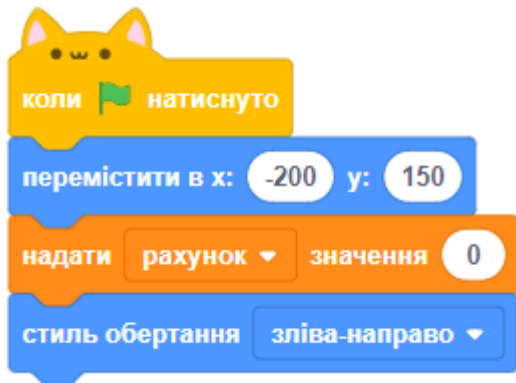 коли натиснуто
перемістити в x: -200 y: 150
надати рахунок значення 0
стиль обертання зліва-направо